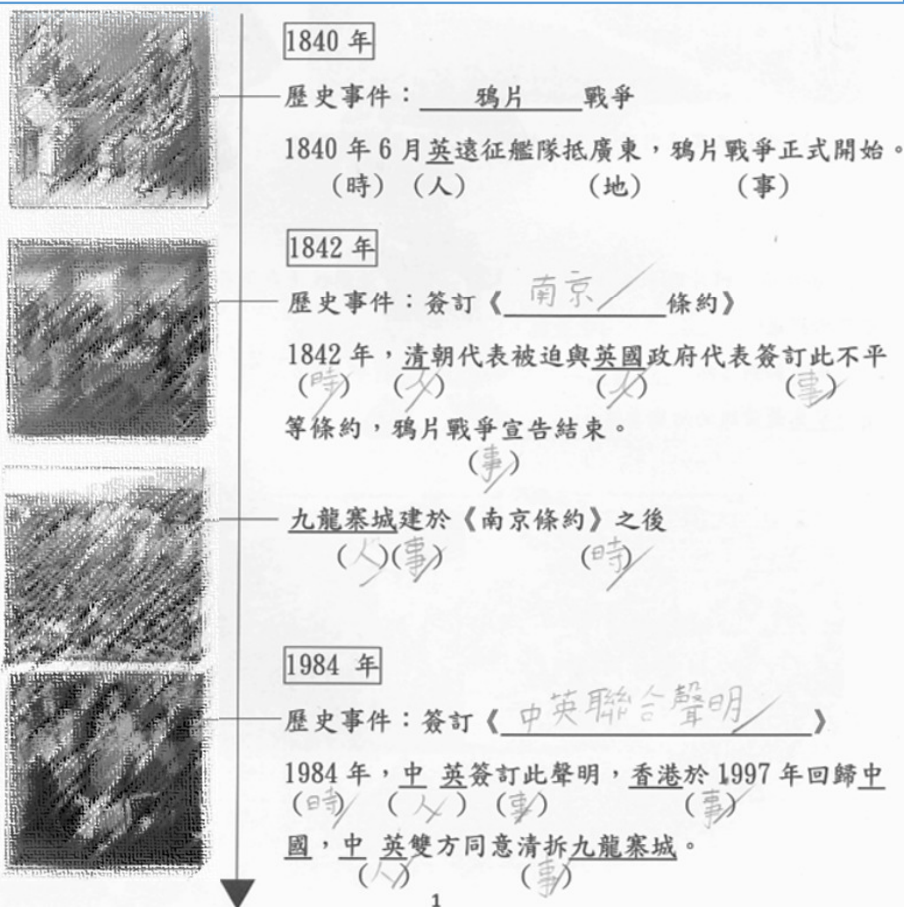 1840 年
歷史事件：鴉片戰爭
1840 年 6 月英遠征艦隊抵廣東，鴉片戰爭正式開始。
（時）（人）（地）（事）
1842 年
歷史事件：簽訂《南京條約》
1842 年，清朝代表被迫與英國政府代表簽訂此不平
（時）（人）（人）（事）
等條約，鴉片戰爭宣告結束。
（事）
九龍寨城建於《南京條約》之後
（人）（事）（時）
1984 年
歷史事件：簽訂《中英聯合聲明》
1984 年，中 英簽訂此聲明，香港於 1997 年回歸中
（時）（人）（事）（事）
國，中 英雙方同意清拆九龍寨城。
（人）（事）
1